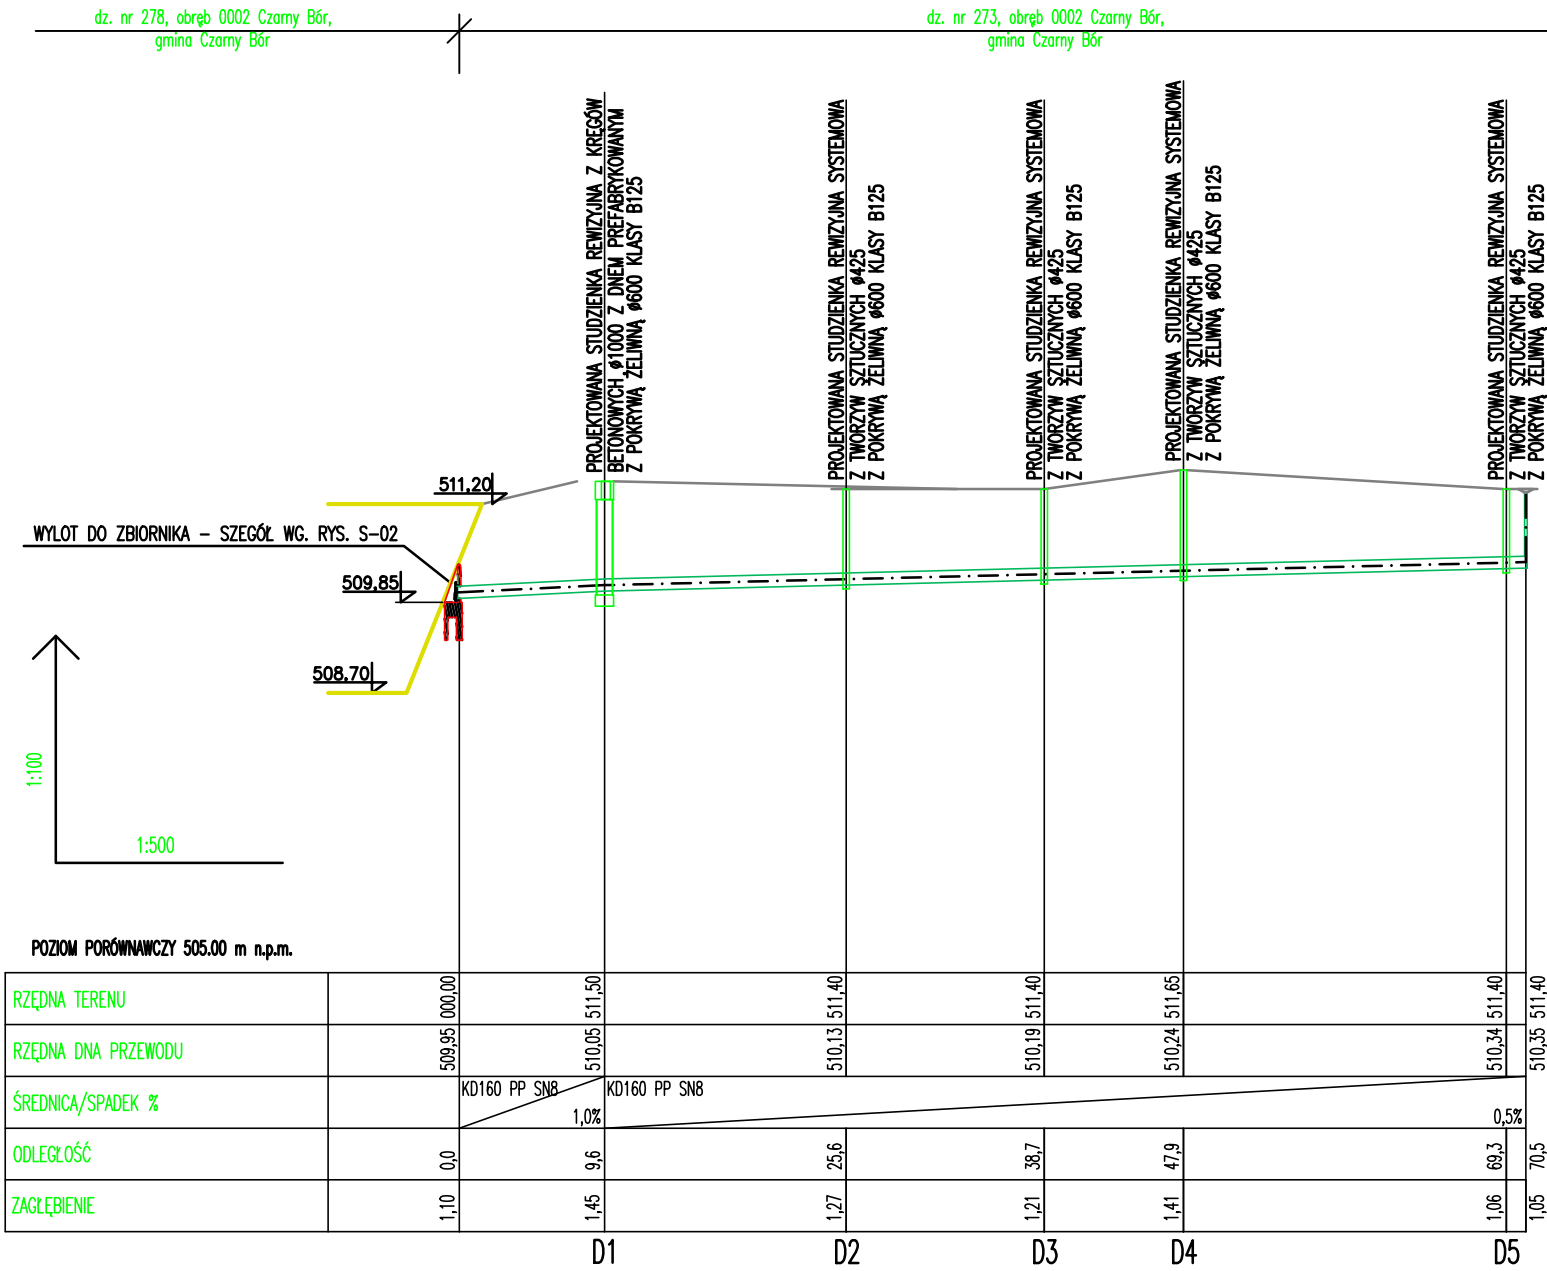 dz. nr 278, obręb 0002 Czarny Bór,
gmina Czarny Bór
dz. nr 273, obręb 0002 Czarny Bór,
gmina Czarny Bór
PROJEKTOWANA STUDZIENKA REWIZYJNA Z KRĘGÓW
BETONOWYCH ø1000 Z DNEM PREFABRYKOWANYM
Z POKRYWĄ ŻELIWNĄ ø600 KLASY B125
PROJEKTOWANA STUDZIENKA REWIZYJNA SYSTEMOWA
Z TWORZYW SZTUCZNYCH ø425
Z POKRYWĄ ŻELIWNĄ ø600 KLASY B125
PROJEKTOWANA STUDZIENKA REWIZYJNA SYSTEMOWA
Z TWORZYW SZTUCZNYCH ø425
Z POKRYWĄ ŻELIWNĄ ø600 KLASY B125
PROJEKTOWANA STUDZIENKA REWIZYJNA SYSTEMOWA
Z TWORZYW SZTUCZNYCH ø425
Z POKRYWĄ ŻELIWNĄ ø600 KLASY B125
PROJEKTOWANA STUDZIENKA REWIZYJNA SYSTEMOWA
Z TWORZYW SZTUCZNYCH ø425
Z POKRYWĄ ŻELIWNĄ ø600 KLASY B125
511,20
WYLOT DO ZBIORNIKA – SZEGÓŁ WG. RYS. S–02
509,85
508,70
1:100
1:500
POZIOM PORÓWNAWCZY 505.00 m n.p.m.
RZĘDNA TERENU 000,00 511,50 511,40 511,40 511,65 511,40 511,40
RZĘDNA DNA PRZEWODU 509,95 510,05 510,13 510,19 510,24 510,34 510,35
ŚREDNICA/SPADEK % KD160 PP SN8 1,0% KD160 PP SN8 0,5%
ODLEGŁOŚĆ 0,0 9,6 25,6 38,7 47,9 69,3 70,5
ZAGŁĘBIENIE 1,10 1,45 1,27 1,21 1,41 1,06 1,05
D1 D2 D3 D4 D5